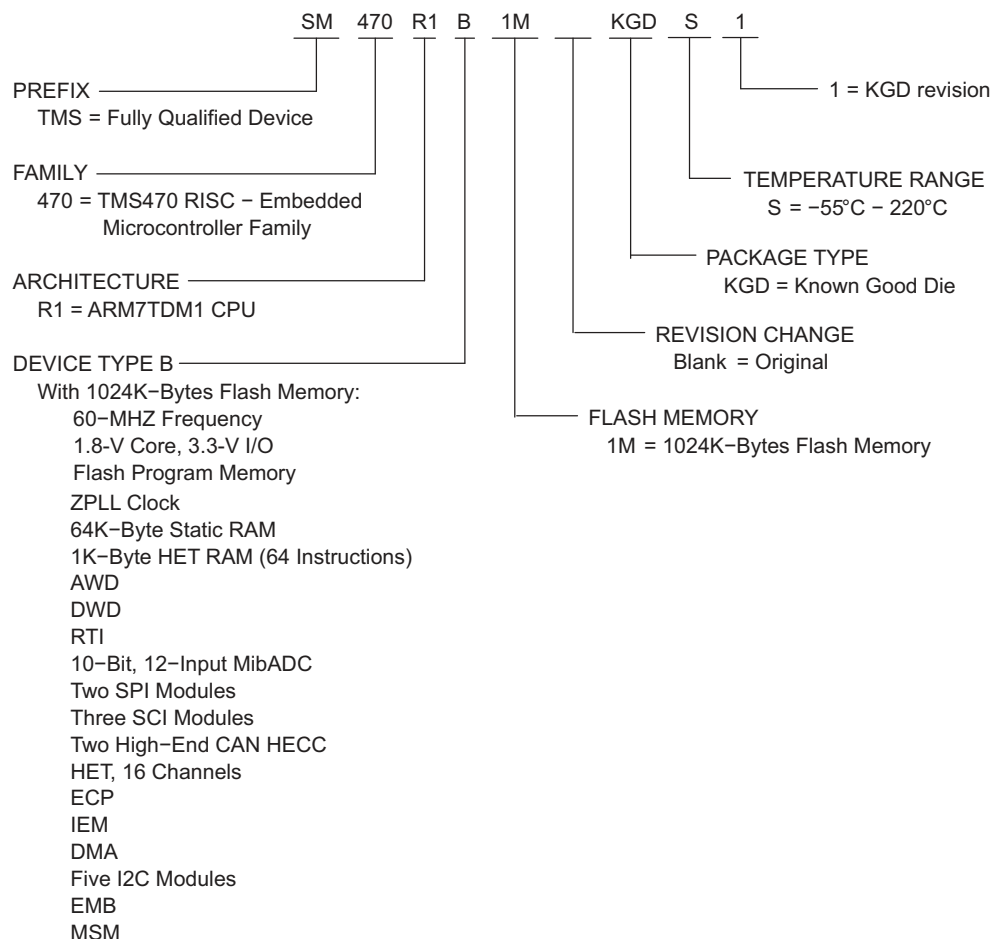 SM 470 R1 B 1M KGD S 1
PREFIX
TMS = Fully Qualified Device
FAMILY
470 = TMS470 RISC − Embedded
Microcontroller Family
ARCHITECTURE
R1 = ARM7TDM1 CPU
DEVICE TYPE B
With 1024K−Bytes Flash Memory:
60−MHZ Frequency
1.8-V Core, 3.3-V I/O
Flash Program Memory
ZPLL Clock
64K−Byte Static RAM
1K−Byte HET RAM (64 Instructions)
AWD
DWD
RTI
10−Bit, 12−Input MibADC
Two SPI Modules
Three SCI Modules
Two High−End CAN HECC
HET, 16 Channels
ECP
IEM
DMA
Five I2C Modules
EMB
MSM
1 = KGD revision
TEMPERATURE RANGE
S = −55°C − 220°C
PACKAGE TYPE
KGD = Known Good Die
REVISION CHANGE
Blank = Original
FLASH MEMORY
1M = 1024K−Bytes Flash Memory